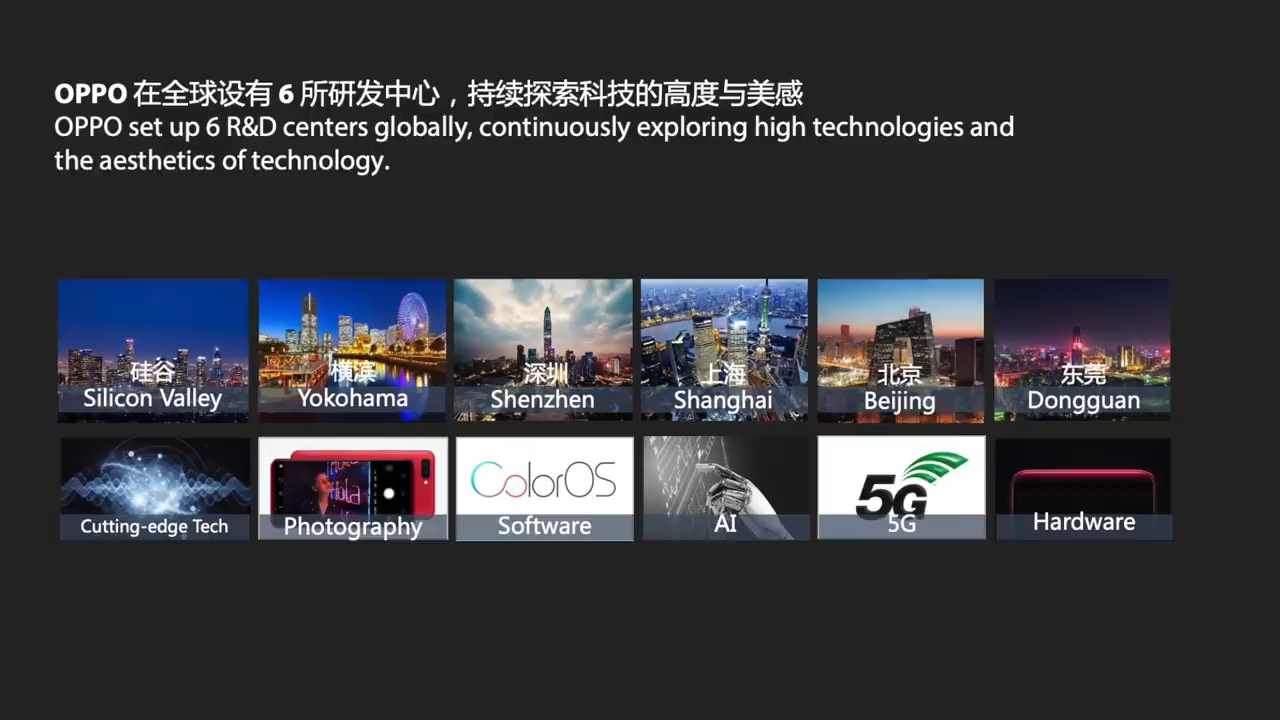 OPPO 在全球设有 6 所研发中心，持续探索科技的高度与美感
OPPO set up 6 R&D centers globally, continuously exploring high technologies and
the aesthetics of technology.
硅谷
Silicon Valley
横滨
Yokohama
深圳
Shenzhen
上海
Shanghai
北京
Beijing
东莞
Dongguan
Cutting-edge Tech
Hola
Hola
Photography
ColorOS
Software
AI
5G
5G
Hardware